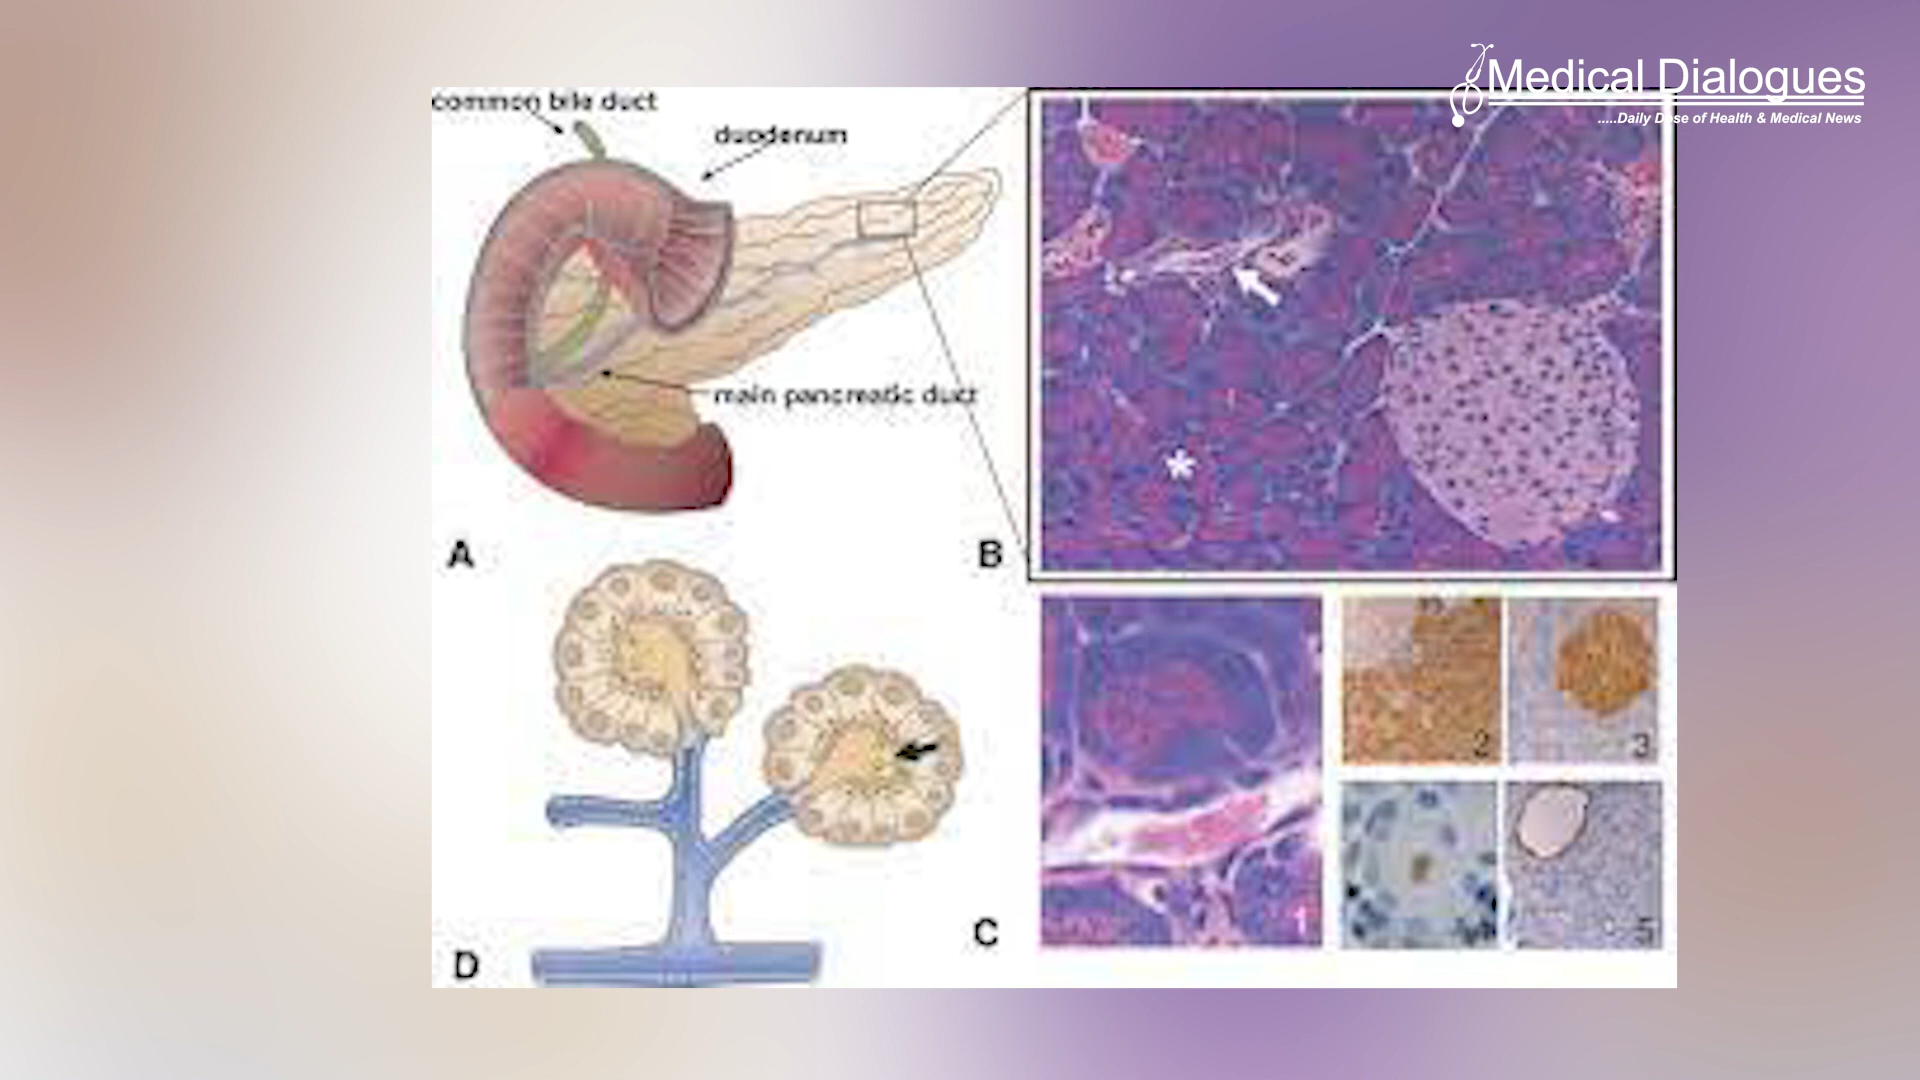 Medical Dialogues
.....Daily Dose of Health & Medical News
common bile duct
duodenum
main pancreatic duct
A
B
*
C
1
2
3
5
D